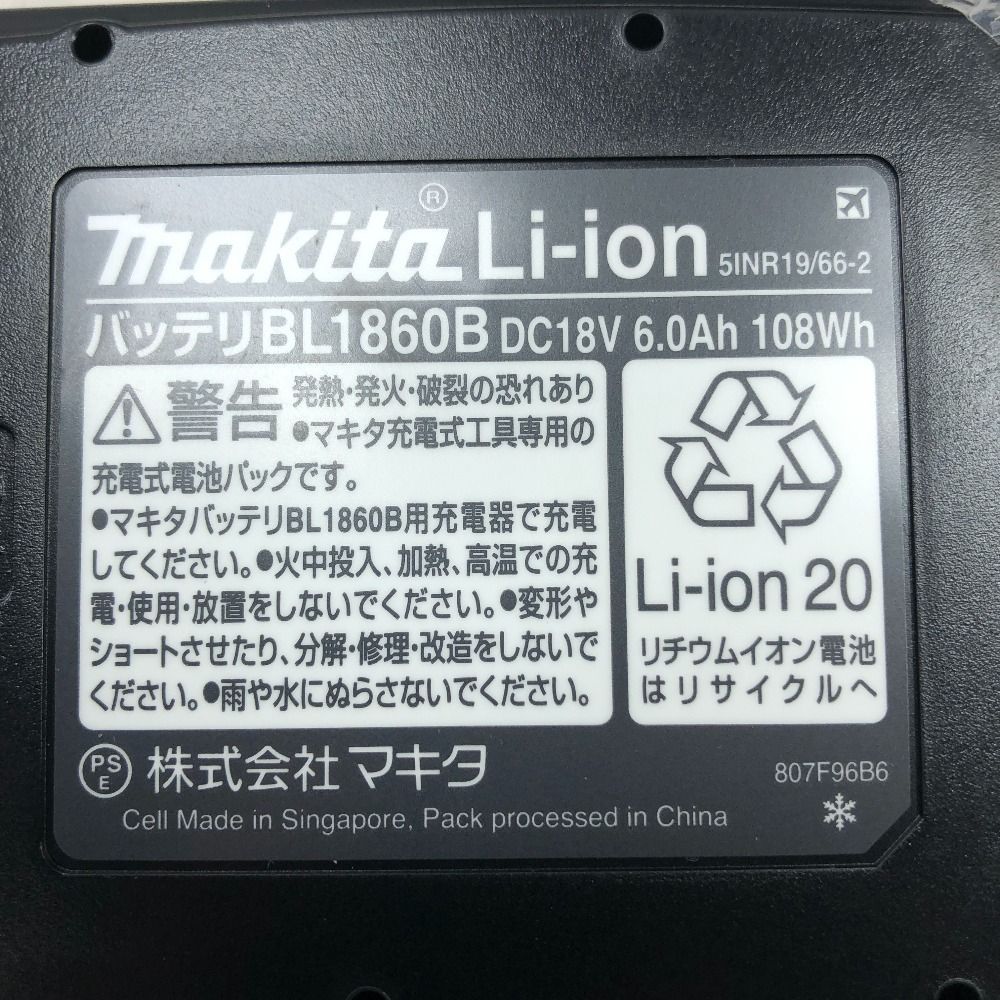 makita® Li-ion 5INR19/66-2
バッテリBL1860B DC18V 6.0Ah 108Wh
警告 発熱・発火・破裂の恐れあり
●マキタ充電式工具専用の
充電式電池パックです。
●マキタバッテリBL1860B用充電器で充電
してください。●火中投入、加熱、高温での充
電・使用・放置をしないでください。●変形や
ショートさせたり、分解・修理・改造をしないで
ください。●雨や水にぬらさないでください。
Li-ion 20
リチウムイオン電池
はリサイクルへ
PS
E
株式会社マキタ
807F96B6
Cell Made in Singapore, Pack processed in China